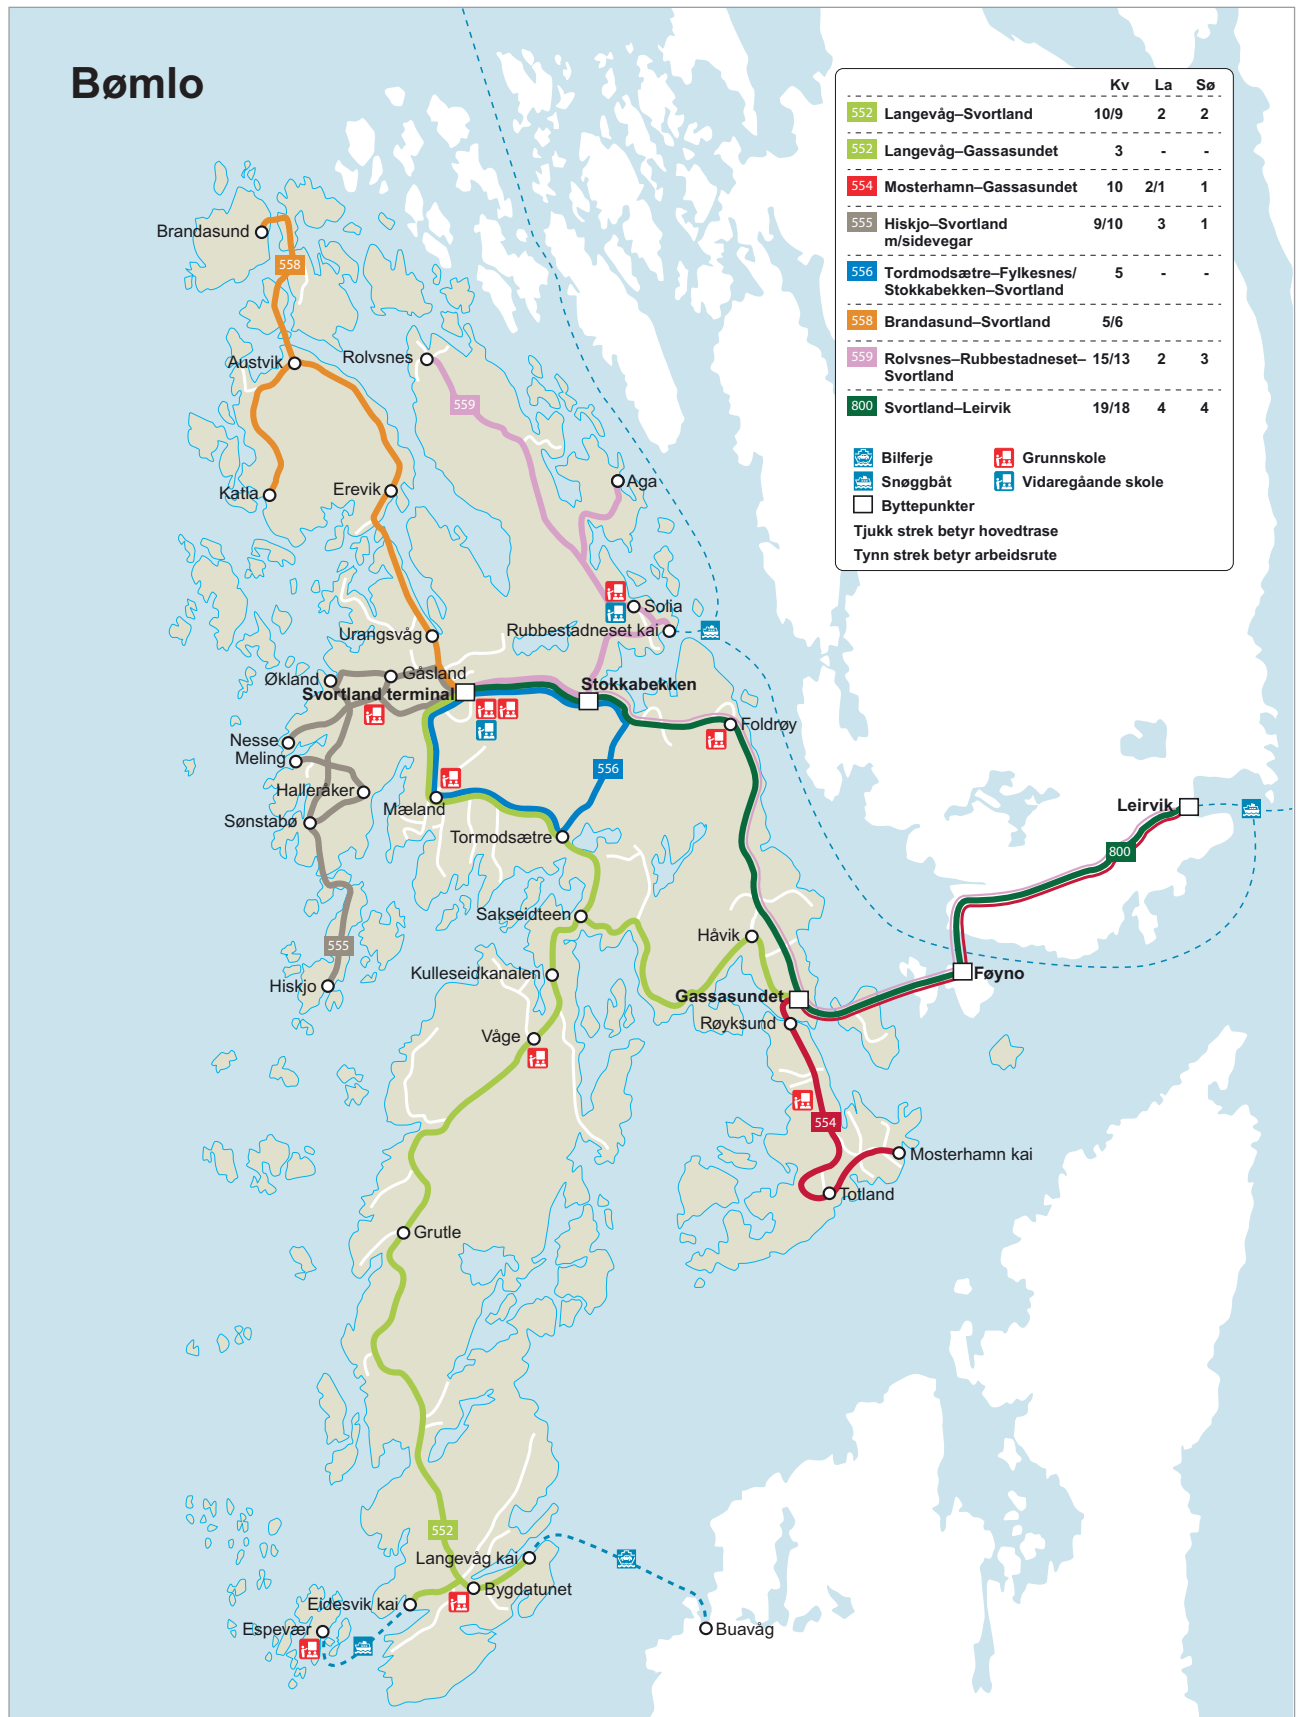 Bømlo
Kv La Sø
552 Langevåg–Svortland 10/9 2 2
552 Langevåg–Gassasundet 3 - -
554 Mosterhamn–Gassasundet 10 2/1 1
555 Hiskjo–Svortland 9/10 3 1
m/sidevegar
556 Tordmodsætre–Fylkesnes/ 5 - -
Stokkabekken–Svortland
558 Brandasund–Svortland 5/6
559 Rolvsnes–Rubbestadneset– 15/13 2 3
Svortland
800 Svortland–Leirvik 19/18 4 4
Bilferje
Grunnskole
Snøggbåt
Vidaregåande skole
Byttepunkter
Tjukk strek betyr hovedtrase
Tynn strek betyr arbeidsrute
Brandasund
558
Austvik
Rolvsnes
559
Katla
Erevik
Aga
Solia
Rubbestadneset kai
Urangsvåg
Gåsland
Økland
Svortland terminal
Stokkabekken
Foldrøy
Nesse
Meling
556
Halleråker
Mæland
Leirvik
Sønstabø
Tormodsætre
800
Sakseidteen
Håvik
555
Kulleseidkanalen
Føyno
Hiskjo
Gassasundet
Røyksund
Våge
554
Mosterhamn kai
Totland
Grutle
552
Langevåg kai
Bygdatunet
Eidesvik kai
Espevær
Buavåg